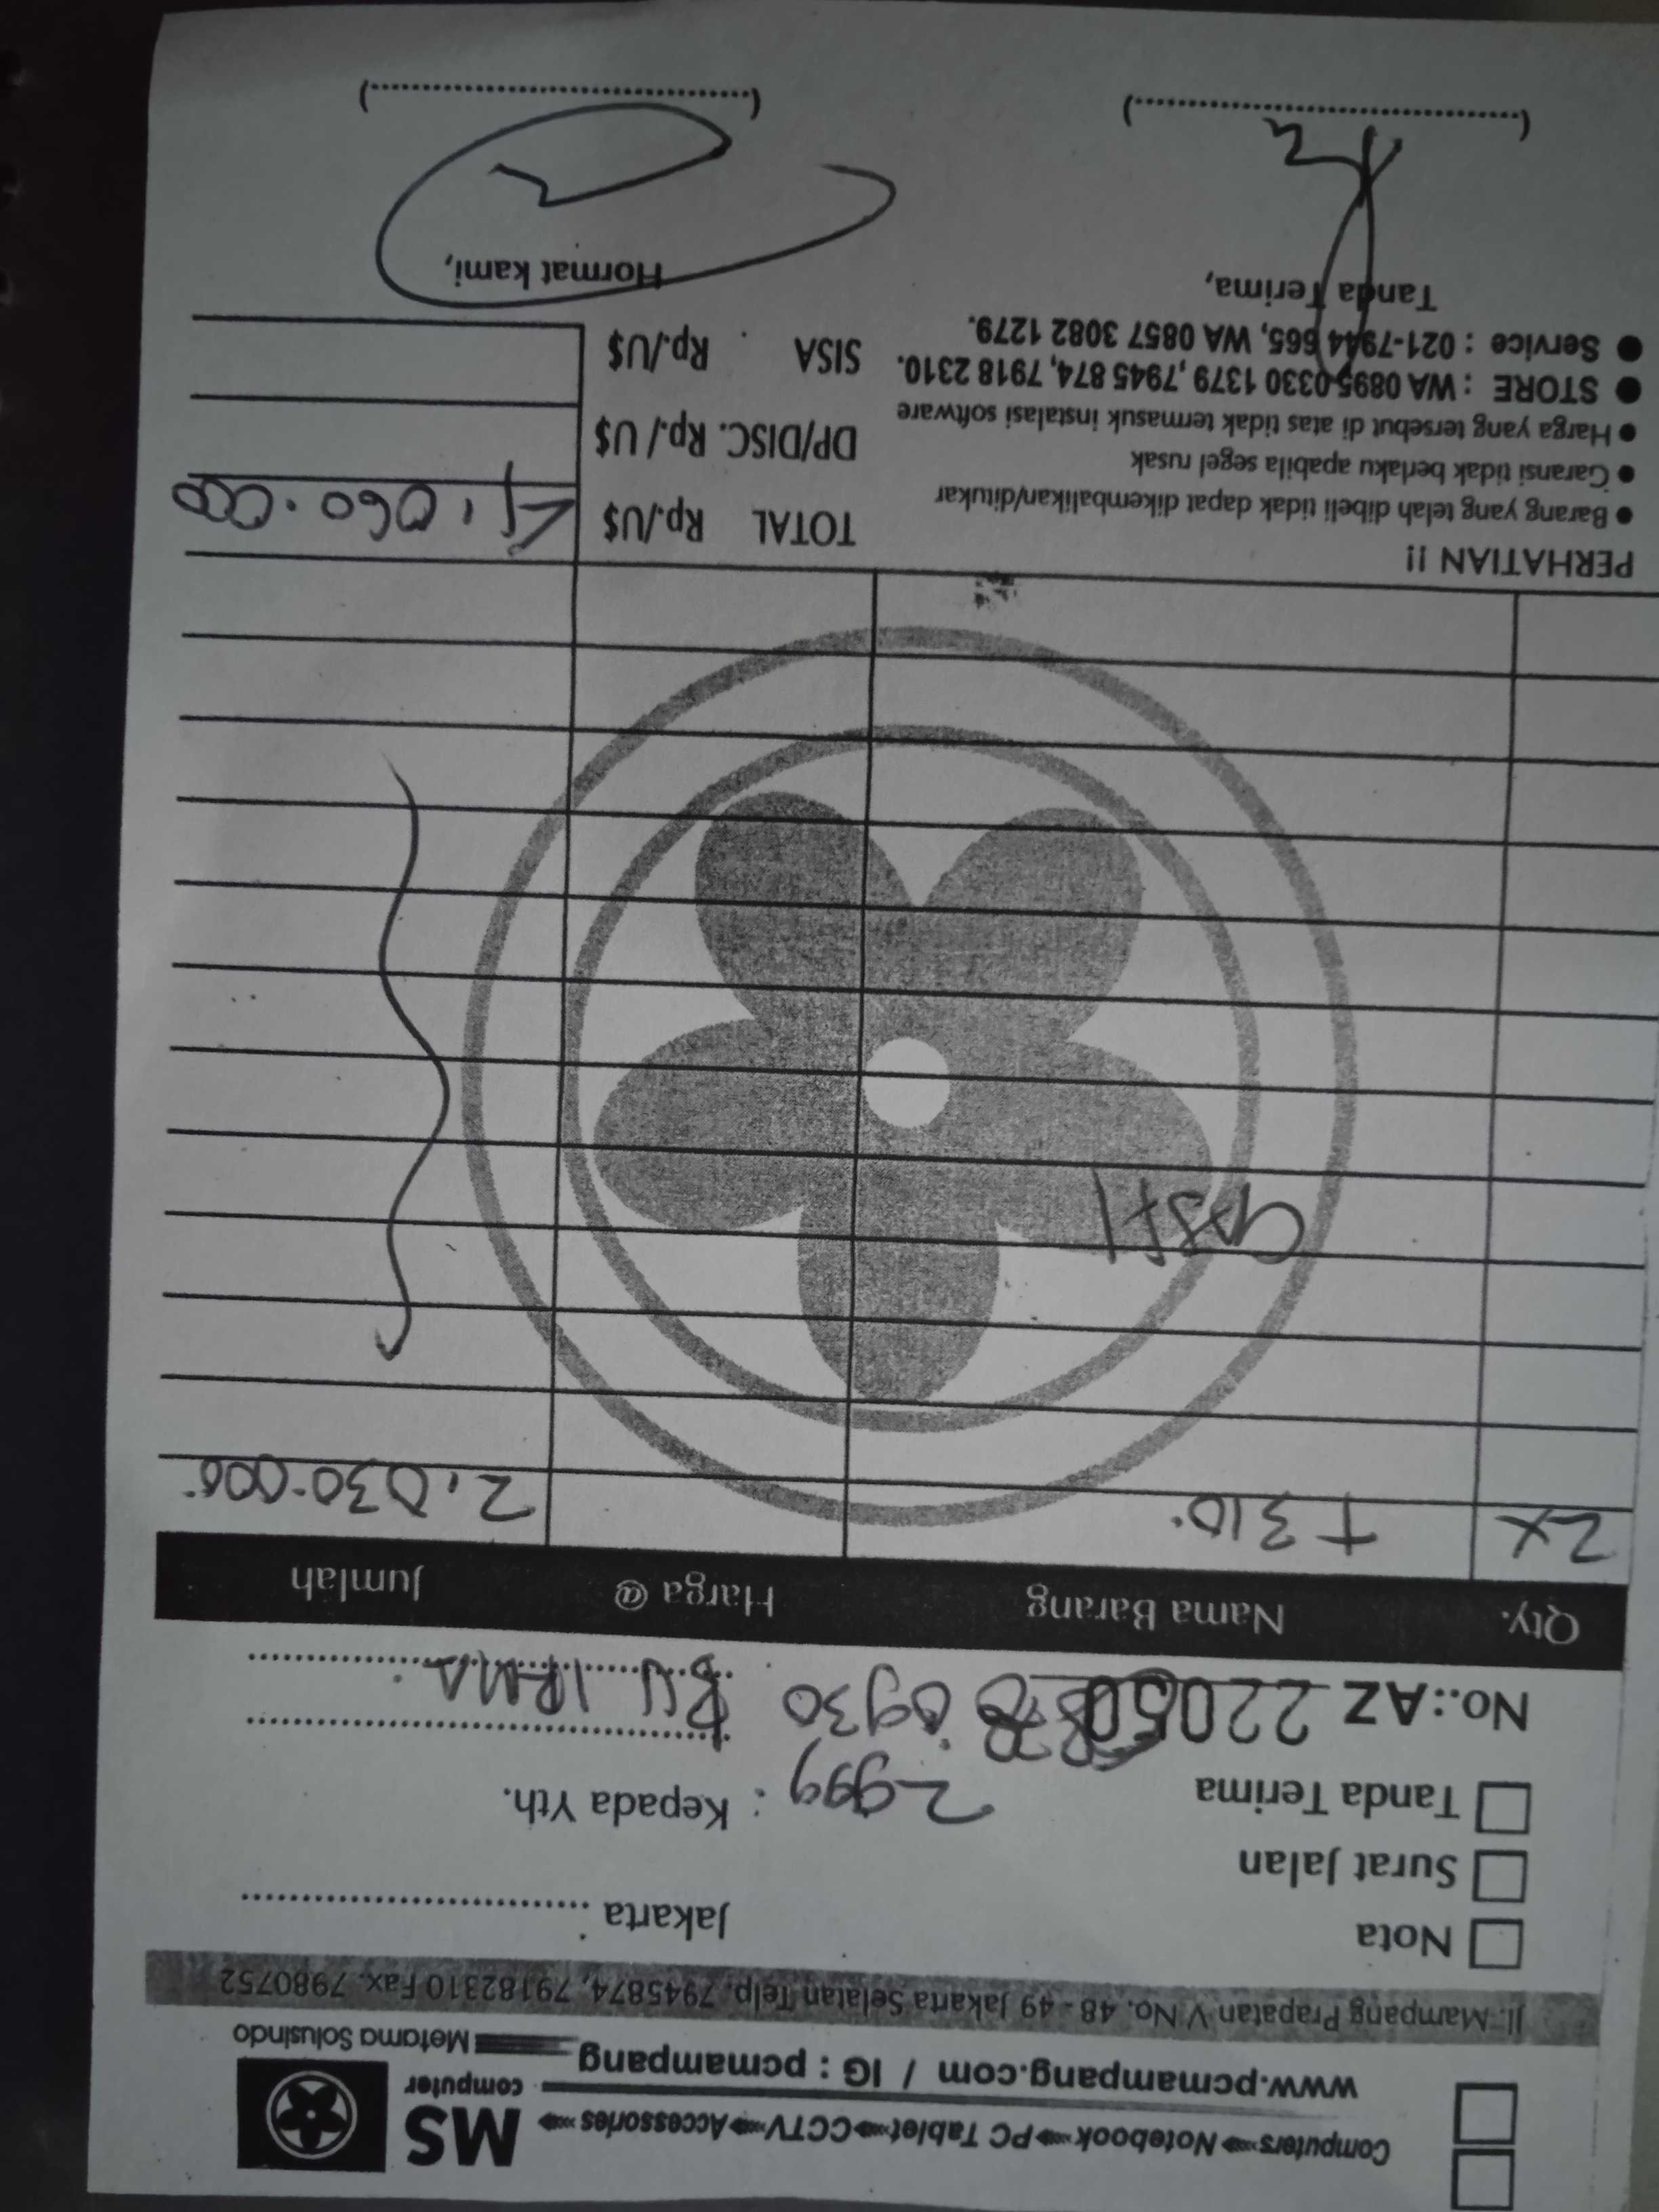 Computers Notebook PC Tablet CCTV Accessories
MS computer
www.pcmampang.com / IG : pcmampang
Metama Solusindo
Jl. Mampang Prapatan V No. 48 - 49 Jakarta Selatan Telp. 7945874, 79182310 Fax. 7980752
Nota
Jakarta
Surat Jalan
Tanda Terima
Kepada Yth. :
No.: AZ 22050
BU IRMA
Qty. Nama Barang Harga @ Jumlah
2x T 310 2.030.000
PERHATIAN !!
• Barang yang telah dibeli tidak dapat dikembalikan/ditukar
• Garansi tidak berlaku apabila segel rusak
• Harga yang tersebut di atas tidak termasuk instalasi software
• STORE : WA 0895 0330 1379 ,7945 874, 7918 2310.
• Service : 021-7944 665, WA 0857 3082 1279.
TOTAL Rp./U$ 4.060.000
DP/DISC. Rp./ U$
SISA Rp./U$
Tanda Terima,
Hormat kami,